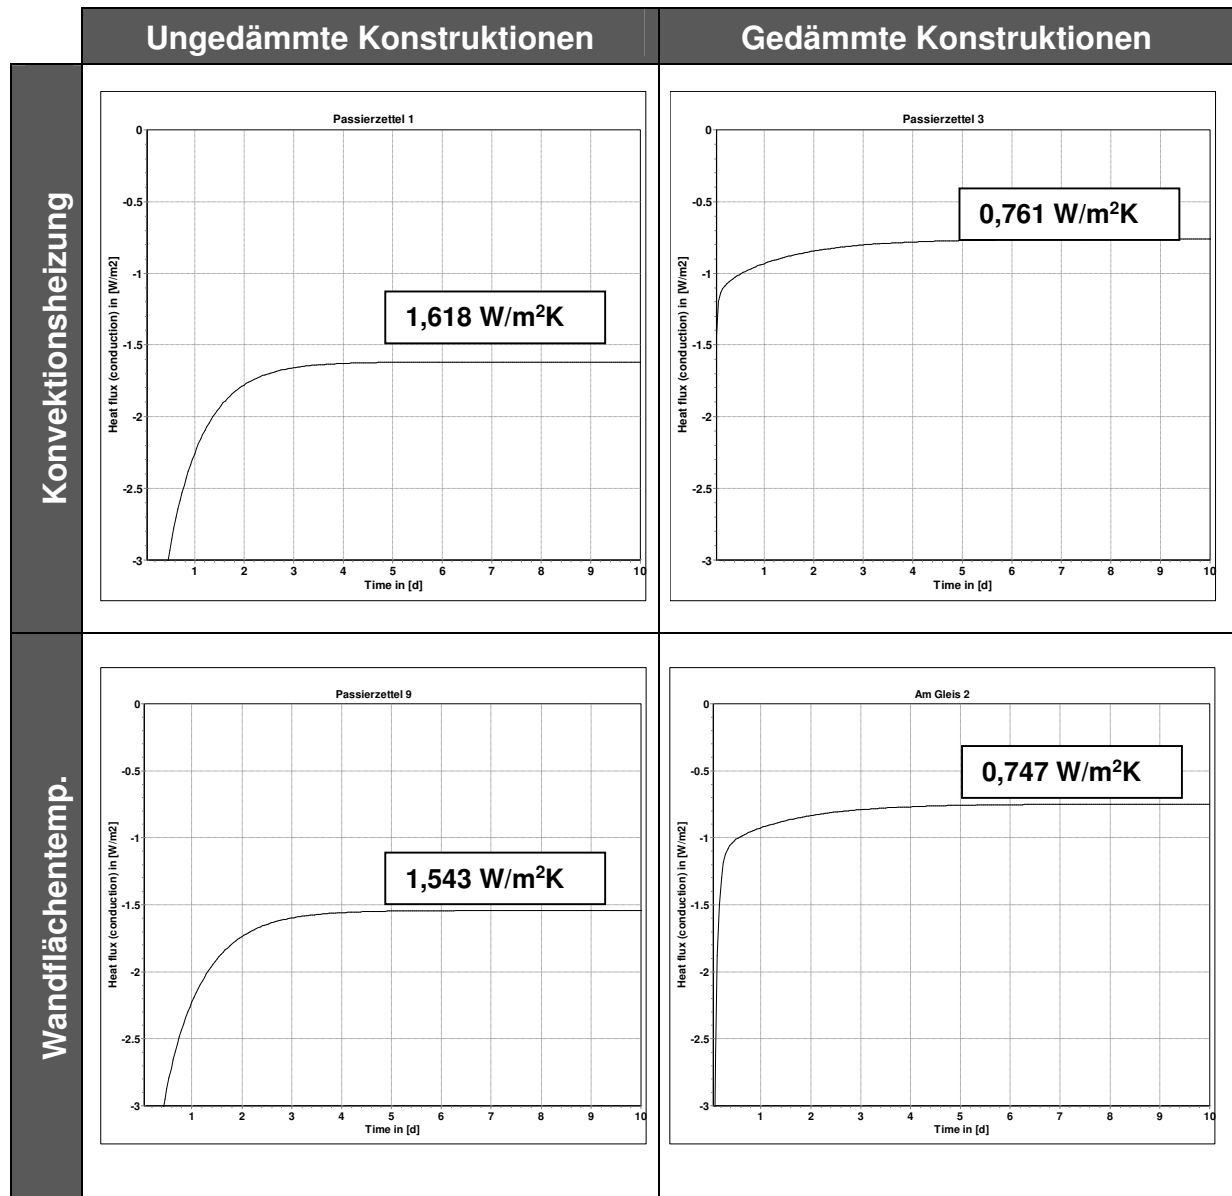 Ungedämmte Konstruktionen
Gedämmte Konstruktionen
Konvektionsheizung
Passierzettel 1
Heat flux (conduction) in [W/m2]
0
-0.5
-1
-1.5
-2
-2.5
-3
1,618 W/m²K
1 2 3 4 5 6 7 8 9 10
Time in [d]
Passierzettel 3
Heat flux (conduction) in [W/m2]
0
-0.5
-1
-1.5
-2
-2.5
-3
0,761 W/m²K
1 2 3 4 5 6 7 8 9 10
Time in [d]
Wandflächentemp.
Passierzettel 9
Heat flux (conduction) in [W/m2]
0
-0.5
-1
-1.5
-2
-2.5
-3
1,543 W/m²K
1 2 3 4 5 6 7 8 9 10
Time in [d]
Am Gleis 2
Heat flux (conduction) in [W/m2]
0
-0.5
-1
-1.5
-2
-2.5
-3
0,747 W/m²K
1 2 3 4 5 6 7 8 9 10
Time in [d]